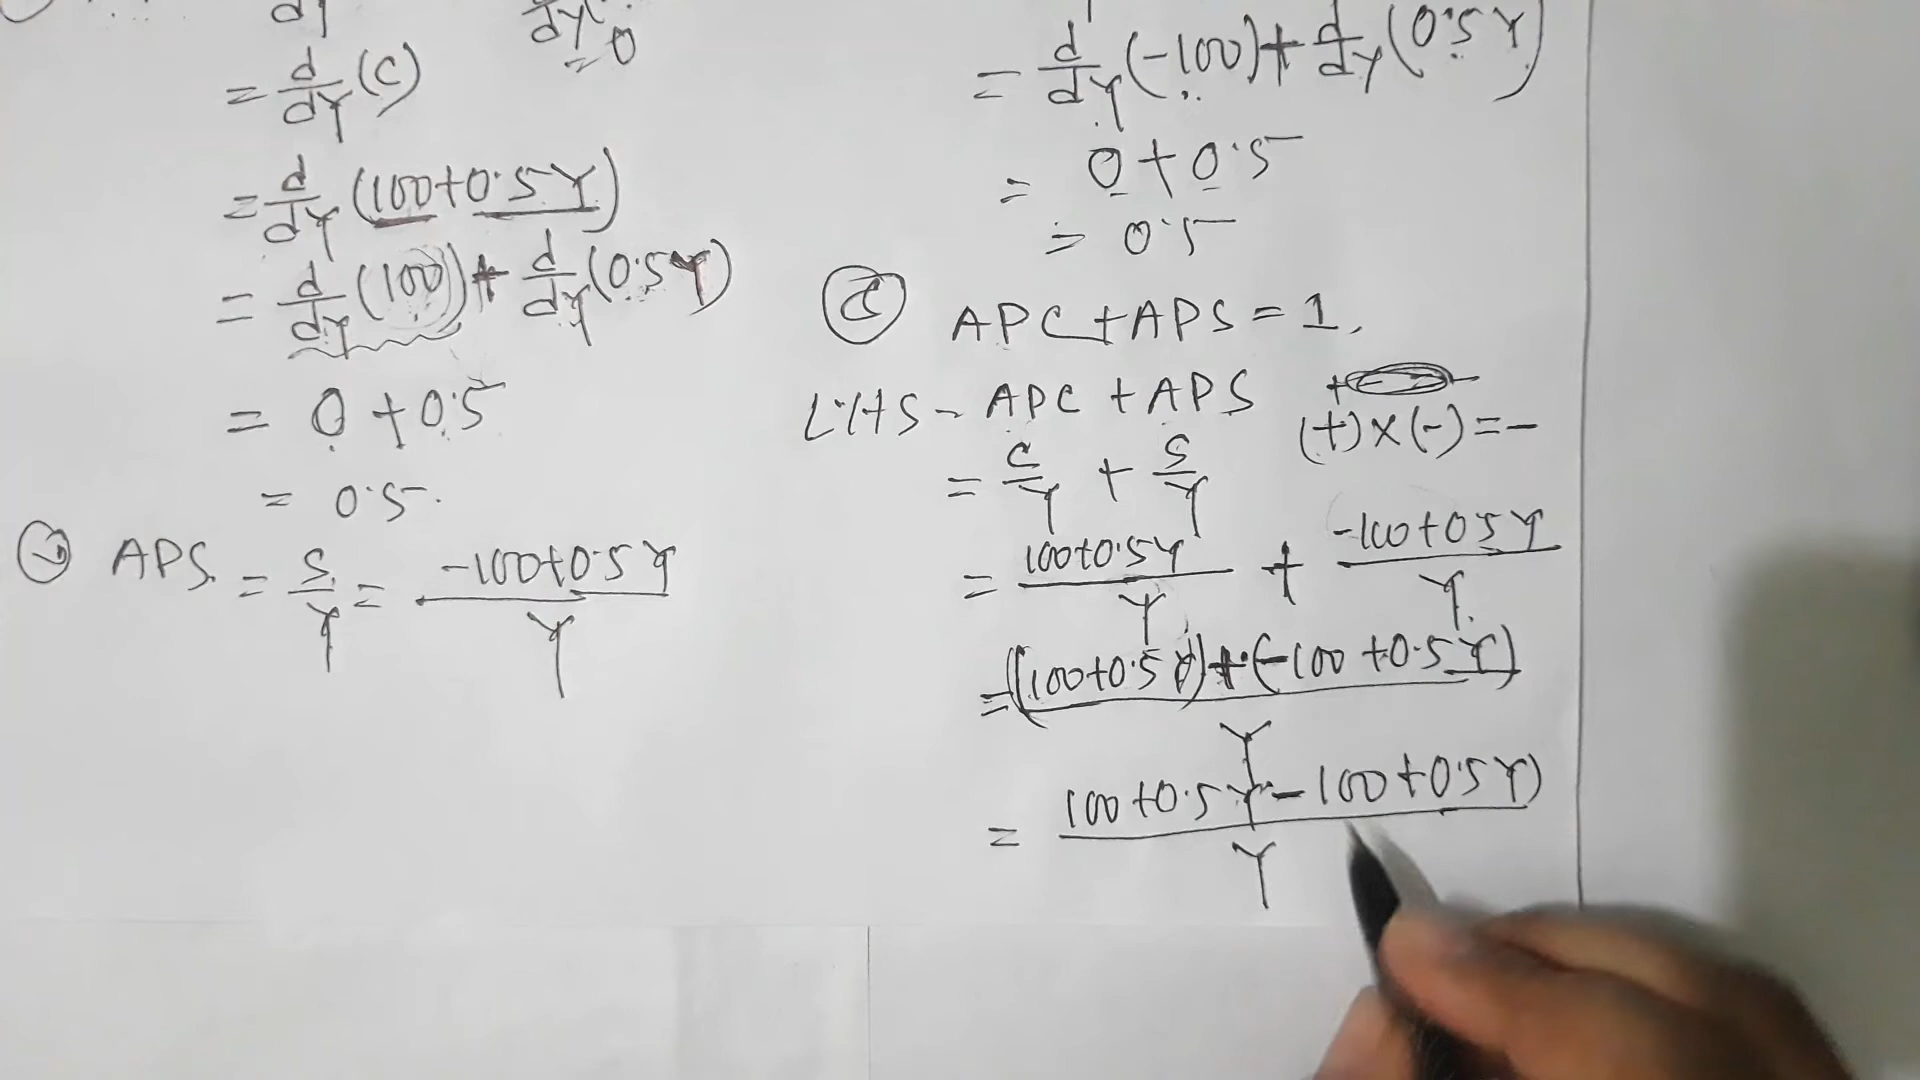 = d/dY (C)
= 0
= d/dY (100+0.5Y)
= d/dY (100) + d/dY (0.5Y)
= 0 + 0.5
= 0.5.
APS = S/Y = -100+0.5Y / Y
= d/dY (-100) + d/dY (0.5Y)
= 0 + 0.5
= 0.5
APC+APS = 1.
LHS - APC + APS
(+)×(-)=-
= C/Y + S/Y
= 100+0.5Y / Y + -100+0.5Y / Y
= (100+0.5Y)+(-100+0.5Y) / Y
= 100+0.5Y-100+0.5Y) / Y